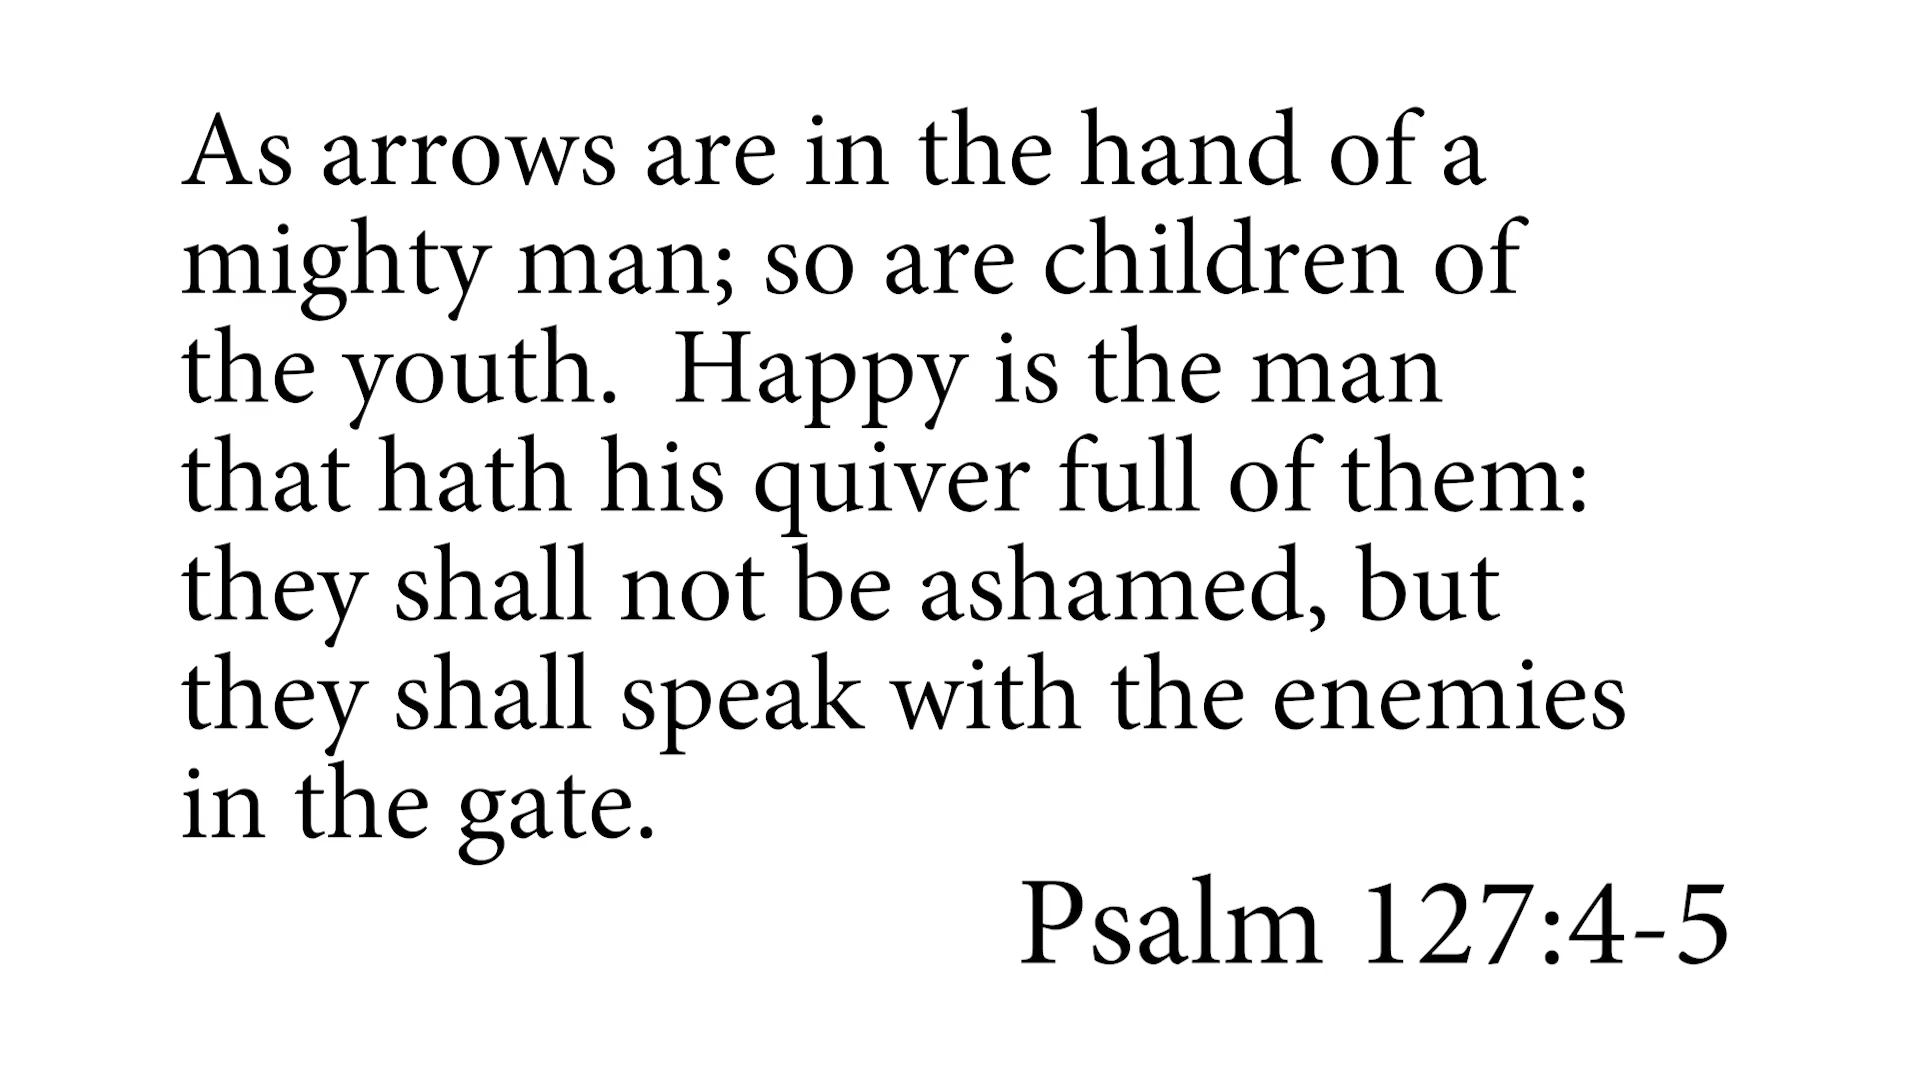 As arrows are in the hand of a
mighty man; so are children of
the youth.  Happy is the man
that hath his quiver full of them:
they shall not be ashamed, but
they shall speak with the enemies
in the gate.
Psalm 127:4-5